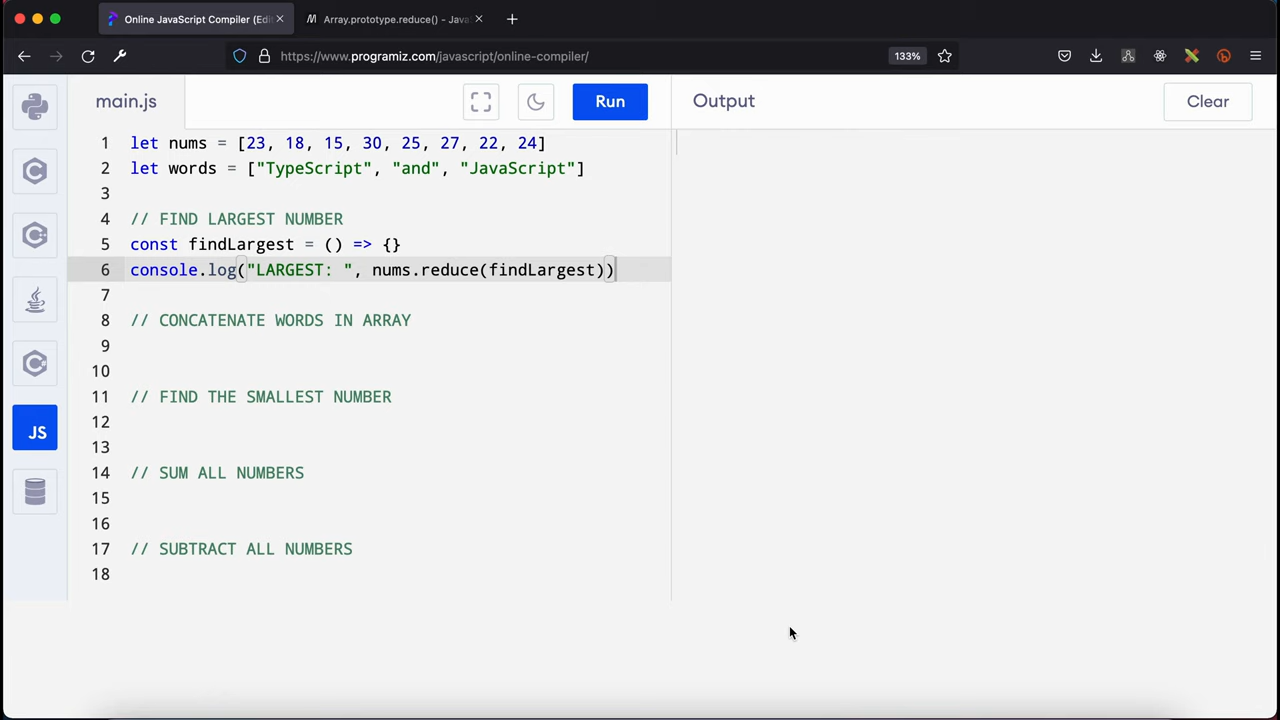 Online JavaScript Compiler (Edi
Array.prototype.reduce() - Java
https://www.programiz.com/javascript/online-compiler/
133%
main.js
Run
Output
Clear
1 let nums = [23, 18, 15, 30, 25, 27, 22, 24]
2 let words = ["TypeScript", "and", "JavaScript"]
3
4 // FIND LARGEST NUMBER
5 const findLargest = () => {}
6 console.log("LARGEST: ", nums.reduce(findLargest))
7
8 // CONCATENATE WORDS IN ARRAY
9
10
11 // FIND THE SMALLEST NUMBER
12
13
14 // SUM ALL NUMBERS
15
16
17 // SUBTRACT ALL NUMBERS
18
JS